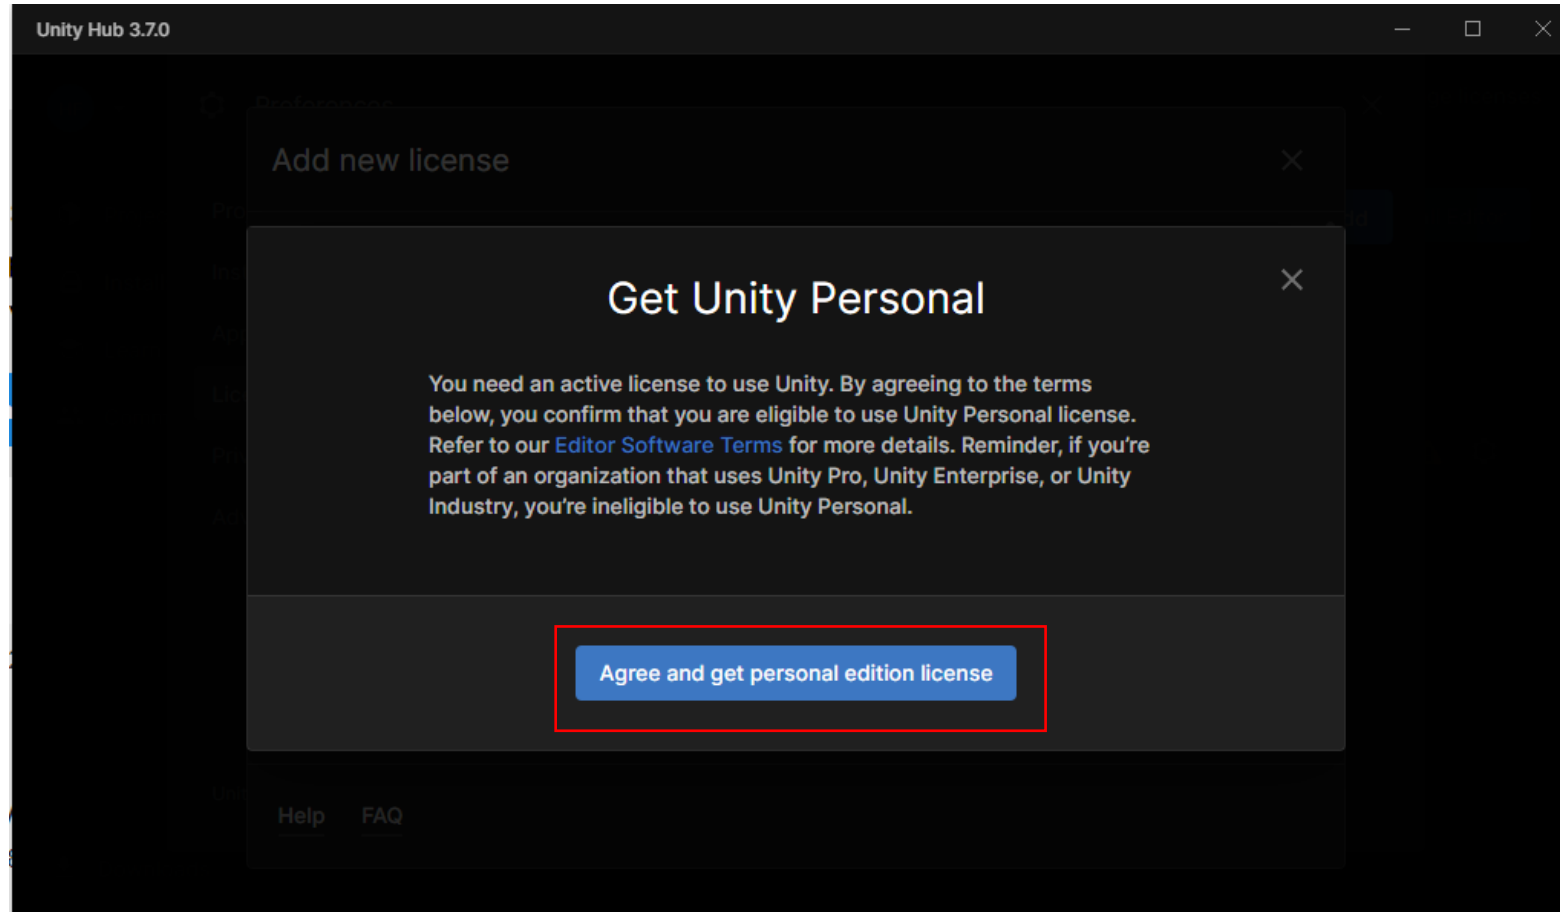 Unity Hub 3.7.0
Preferences
Add new license
Get Unity Personal
You need an active license to use Unity. By agreeing to the terms
below, you confirm that you are eligible to use Unity Personal license.
Refer to our Editor Software Terms for more details. Reminder, if you're
part of an organization that uses Unity Pro, Unity Enterprise, or Unity
Industry, you're ineligible to use Unity Personal.
Agree and get personal edition license
Help FAQ